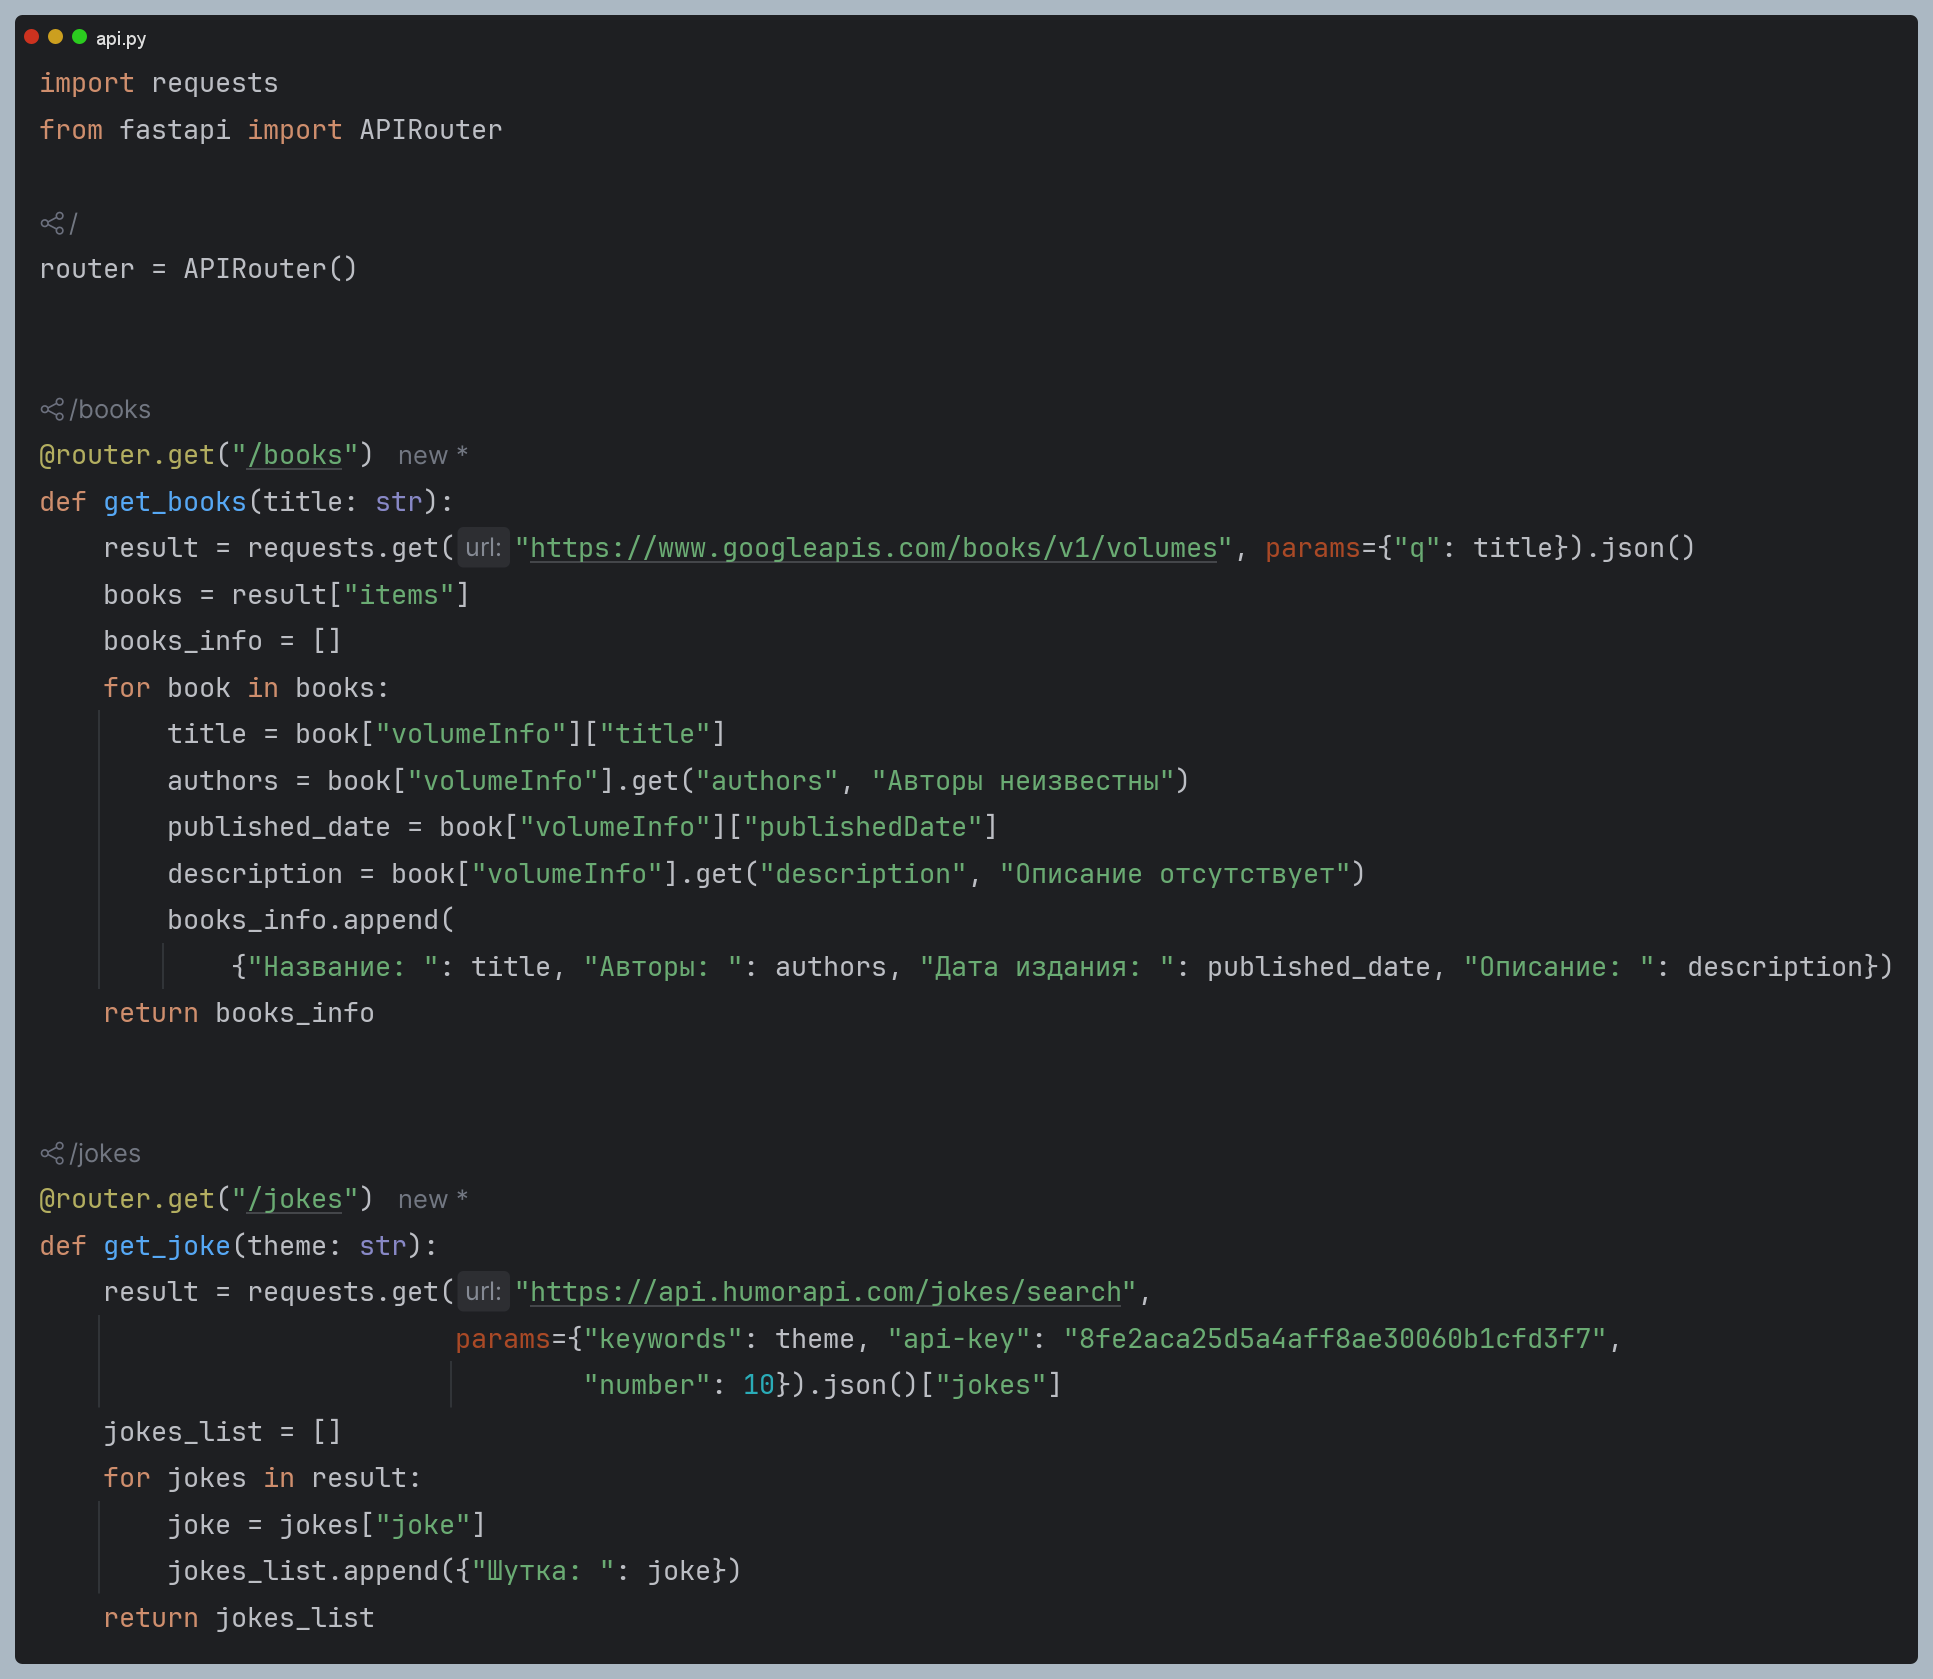 api.py
import requests
from fastapi import APIRouter
/
router = APIRouter()
/books
@router.get("/books") new *
def get_books(title: str):
    result = requests.get(url: "https://www.googleapis.com/books/v1/volumes", params={"q": title}).json()
    books = result["items"]
    books_info = []
    for book in books:
        title = book["volumeInfo"]["title"]
        authors = book["volumeInfo"].get("authors", "Авторы неизвестны")
        published_date = book["volumeInfo"]["publishedDate"]
        description = book["volumeInfo"].get("description", "Описание отсутствует")
        books_info.append(
            {"Название: ": title, "Авторы: ": authors, "Дата издания: ": published_date, "Описание: ": description})
    return books_info
/jokes
@router.get("/jokes") new *
def get_joke(theme: str):
    result = requests.get(url: "https://api.humorapi.com/jokes/search",
                          params={"keywords": theme, "api-key": "8fe2aca25d5a4aff8ae30060b1cfd3f7",
                                  "number": 10}).json()["jokes"]
    jokes_list = []
    for jokes in result:
        joke = jokes["joke"]
        jokes_list.append({"Шутка: ": joke})
    return jokes_list